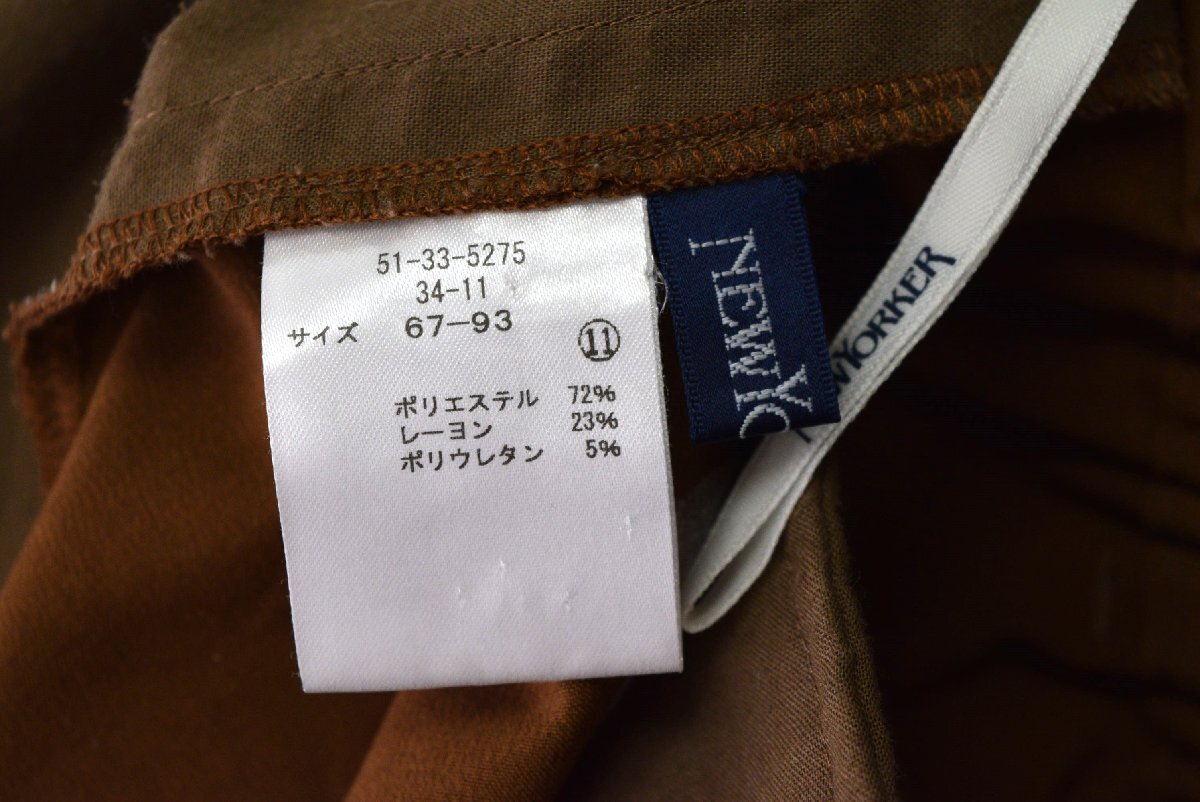 51-33-5275
34-11
サイズ 67-93
11
ポリエステル 72%
レーヨン 23%
ポリウレタン 5%
NEWYO
WYORKER